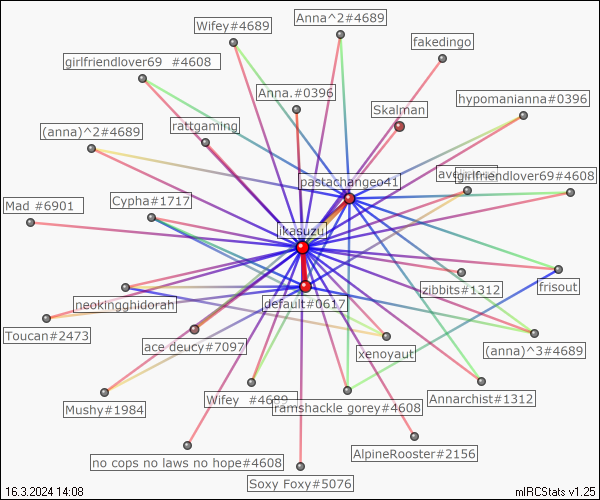 Wifey#4689
Anna^2#4689
fakedingo
girlfriendlover69  #4608
Anna.#0396
hypomanianna#0396
Skalman
(anna)^2#4689
rattgaming
pastachangeo41
girlfriendlover69#4608
Mad #6901
Cypha#1717
ikasuzu
zibbits#1312
frisout
neokingghidorah
default#0617
Toucan#2473
ace deucy#7097
xenoyaut
(anna)^3#4689
Mushy#1984
Wifey  #4689
ramshackle gorey#4608
Annarchist#1312
no cops no laws no hope#4608
AlpineRooster#2156
Soxy Foxy#5076
16.3.2024 14:08
mIRCStats v1.25